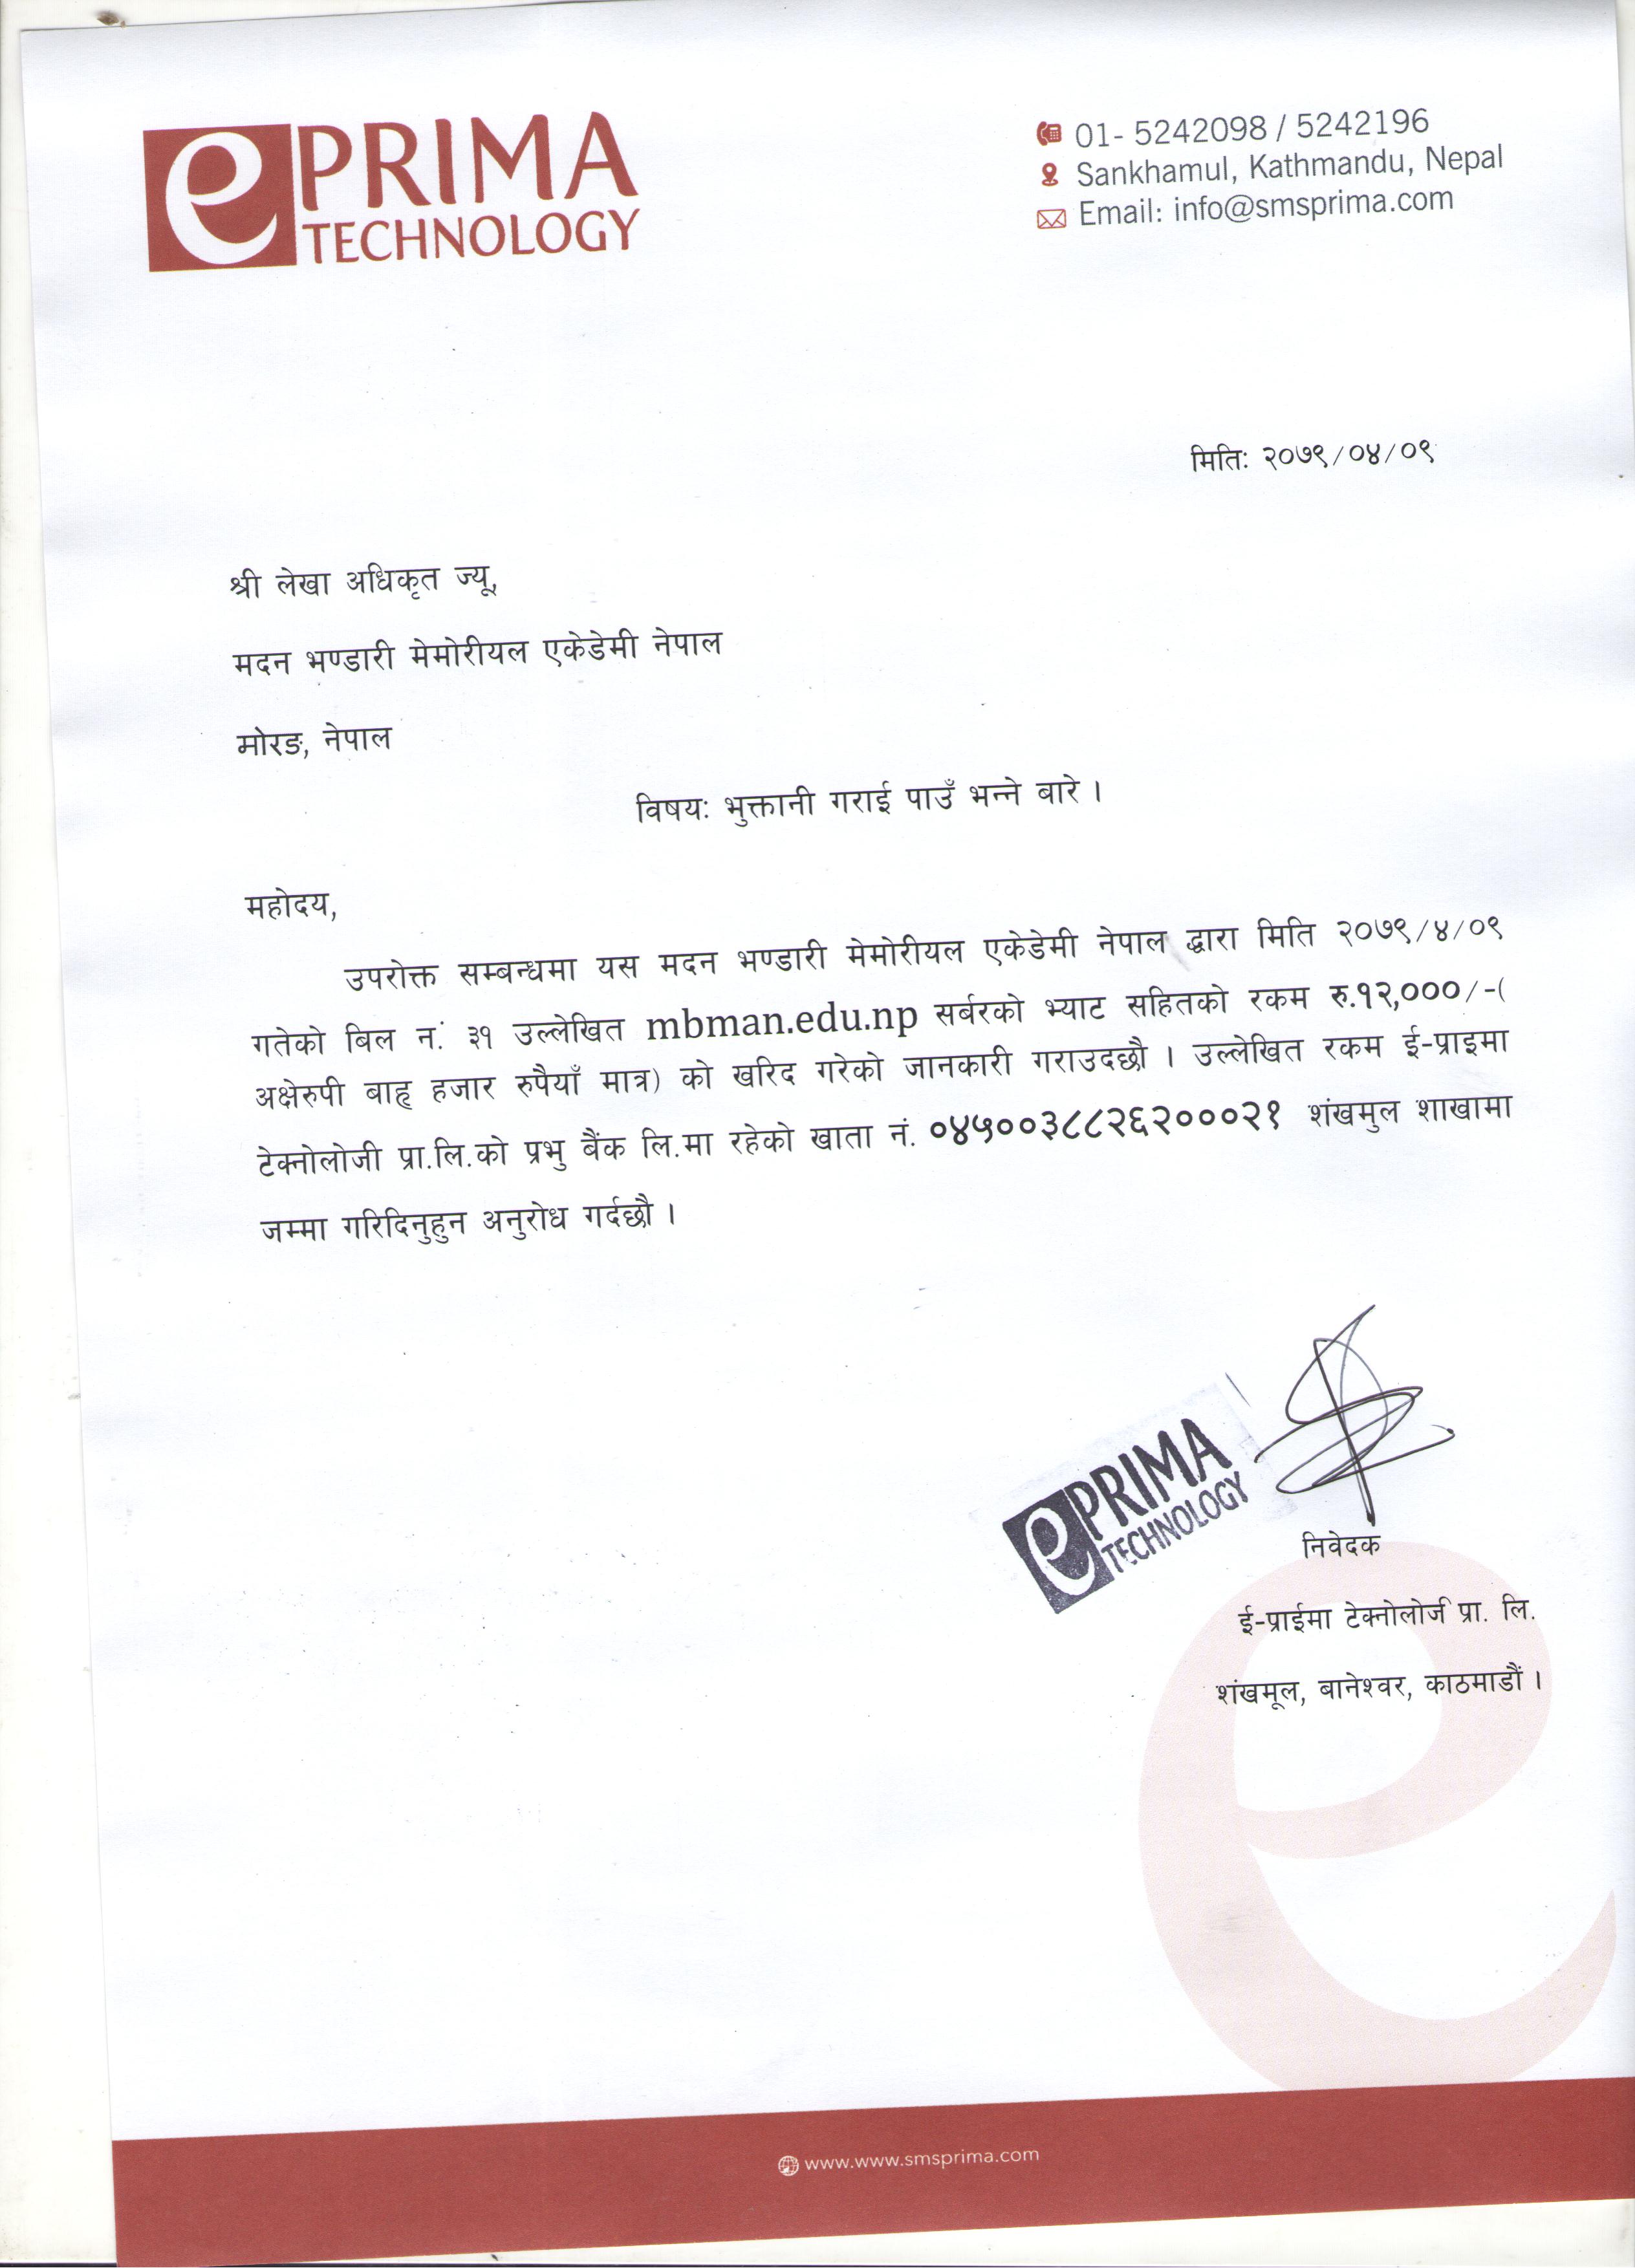 e PRIMA
TECHNOLOGY
01- 5242098 / 5242196
Sankhamul, Kathmandu, Nepal
Email: info@smsprima.com
मितिः २०७९/०४/०९
श्री लेखा अधिकृत ज्यू,
मदन भण्डारी मेमोरीयल एकेडेमी नेपाल
मोरङ, नेपाल
विषयः भुक्तानी गराई पाउँ भन्ने बारे ।
महोदय,
उपरोक्त सम्बन्धमा यस मदन भण्डारी मेमोरीयल एकेडेमी नेपाल द्धारा मिति २०७९/४/०९
गतेको बिल नं. ३१ उल्लेखित mbman.edu.np सर्बरको भ्याट सहितको रकम रु.१२,०००/-(
अक्षेरुपी बाह्र हजार रुपैयाँ मात्र) को खरिद गरेको जानकारी गराउदछौ । उल्लेखित रकम ई-प्राइमा
टेक्नोलोजी प्रा.लि.को प्रभु बैंक लि.मा रहेको खाता नं. ०४५००३८८२६२०००२१ शंखमुल शाखामा
जम्मा गरिदिनुहुन अनुरोध गर्दछौ ।
e PRIMA
TECHNOLOGY
निवेदक
ई-प्राईमा टेक्नोलोजी प्रा. लि.
शंखमूल, बानेश्वर, काठमाडौं ।
www.www.smsprima.com